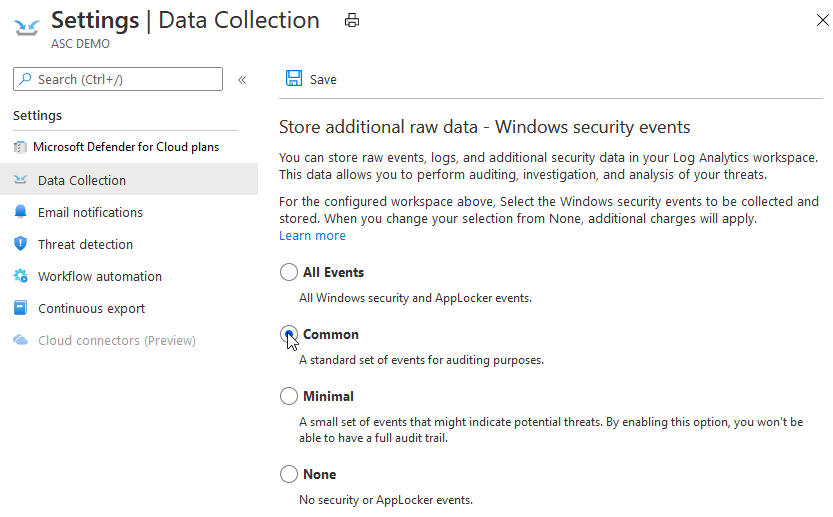 Settings | Data Collection
ASC DEMO
Search (Ctrl+/)
«
Settings
Microsoft Defender for Cloud plans
Data Collection
Email notifications
Threat detection
Workflow automation
Continuous export
Cloud connectors (Preview)
Save
Store additional raw data - Windows security events
You can store raw events, logs, and additional security data in your Log Analytics workspace.
This data allows you to perform auditing, investigation, and analysis of your threats.
For the configured workspace above, Select the Windows security events to be collected and
stored. When you change your selection from None, additional charges will apply.
Learn more
All Events
All Windows security and AppLocker events.
Common
A standard set of events for auditing purposes.
Minimal
A small set of events that might indicate potential threats. By enabling this option, you won't be
able to have a full audit trail.
None
No security or AppLocker events.